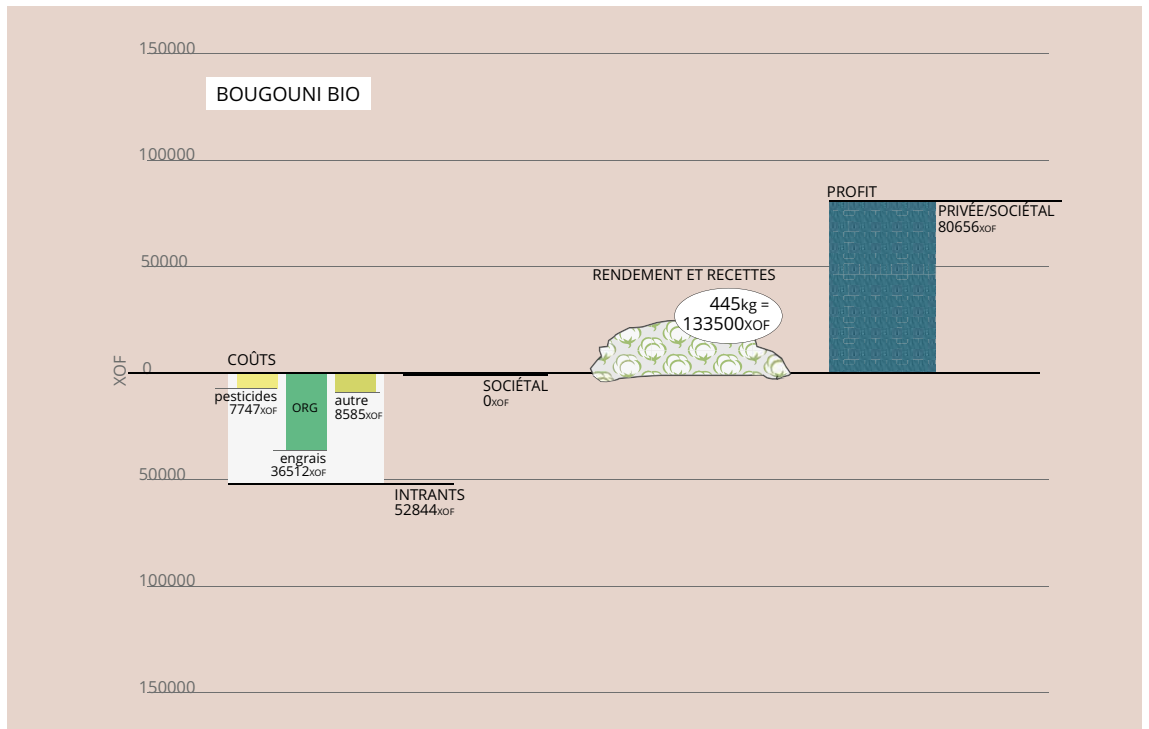 150000
BOUGOUNI BIO
100000
PROFIT
PRIVÉE/SOCIÉTAL
80656XOF
50000
RENDEMENT ET RECETTES
445kg =
133500XOF
COÛTS
XOF
0
pesticides
7747XOF
ORG
autre
8585XOF
SOCIÉTAL
0XOF
engrais
36512XOF
50000
INTRANTS
52844XOF
100000
150000